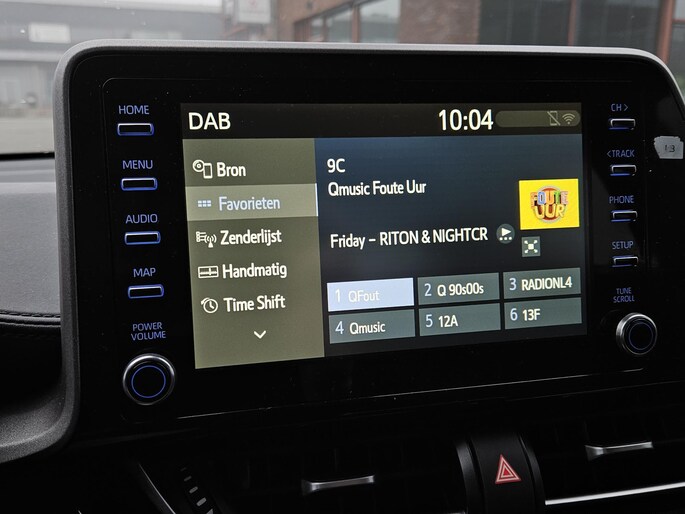 HOME
MENU
AUDIO
MAP
POWER
VOLUME
DAB
10:04
Bron
Favorieten
Zenderlijst
Handmatig
Time Shift
9C
Qmusic Foute Uur
FOUTE
UUR
Friday – RITON & NIGHTCR
1 QFout
2 Q 90s00s
3 RADIONL4
4 Qmusic
5 12A
6 13F
CH >
< TRACK
PHONE
SETUP
TUNE
SCROLL